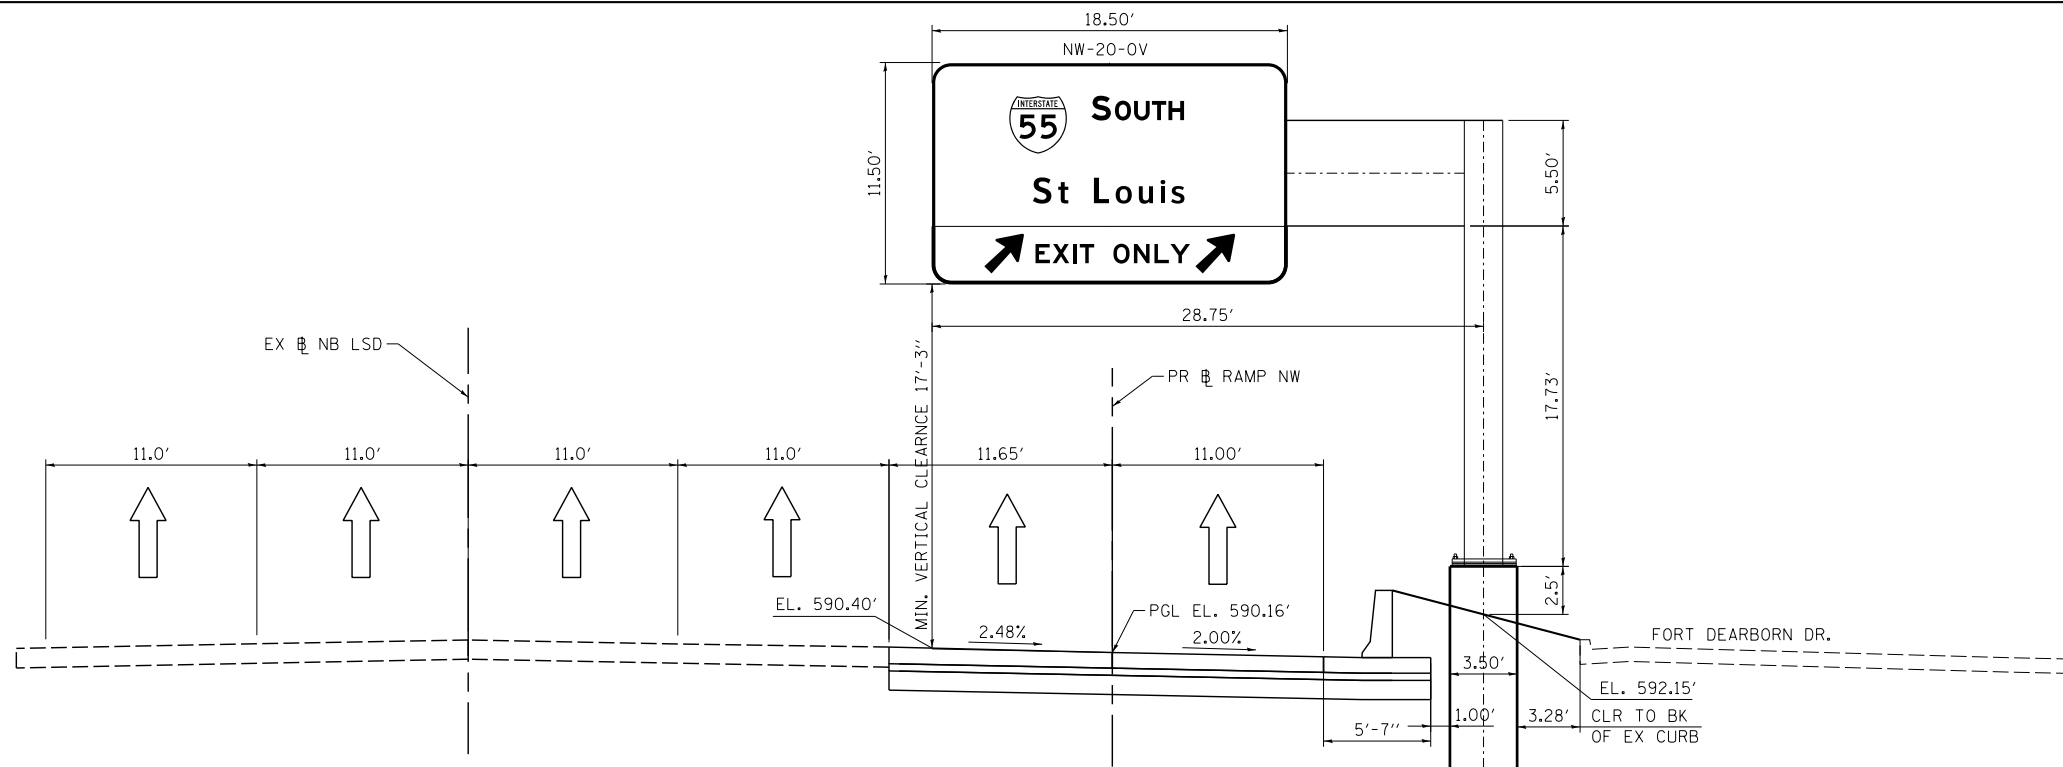 18.50′
NW-20-OV
11.50′
INTERSTATE
55
SOUTH
St Louis
EXIT ONLY
5.50′
17.73′
2.5′
28.75′
EX BL NB LSD
PR BL RAMP NW
MIN. VERTICAL CLEARNCE 17′-3′′
11.0′
11.0′
11.0′
11.0′
11.65′
11.00′
EL. 590.40′
PGL EL. 590.16′
2.48%
2.00%
FORT DEARBORN DR.
3.50′
EL. 592.15′
5′-7′′
1.00′
3.28′
CLR TO BK
OF EX CURB